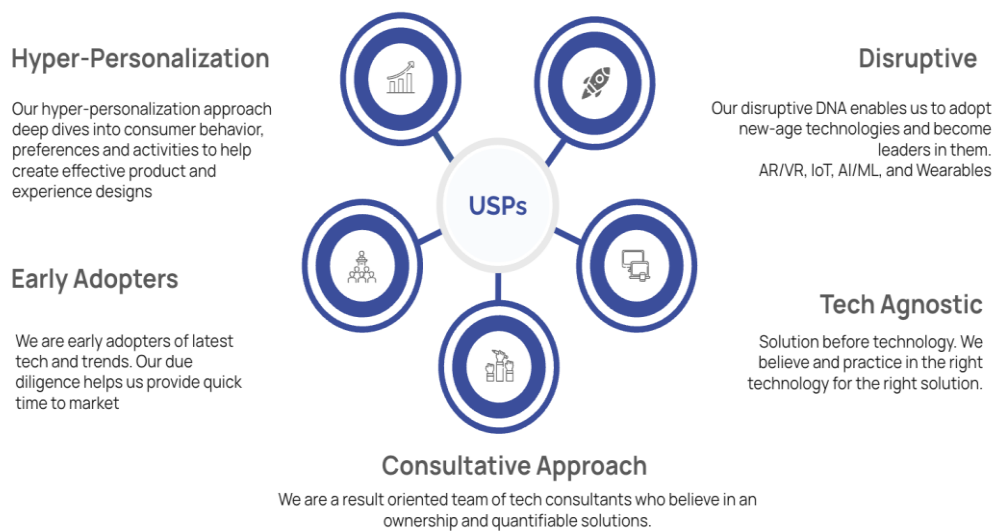 Hyper-Personalization
Our hyper-personalization approach
deep dives into consumer behavior,
preferences and activities to help
create effective product and
experience designs
Disruptive
Our disruptive DNA enables us to adopt
new-age technologies and become
leaders in them.
AR/VR, IoT, AI/ML, and Wearables
USPs
Early Adopters
We are early adopters of latest
tech and trends. Our due
diligence helps us provide quick
time to market
Tech Agnostic
Solution before technology. We
believe and practice in the right
technology for the right solution.
Consultative Approach
We are a result oriented team of tech consultants who believe in an
ownership and quantifiable solutions.